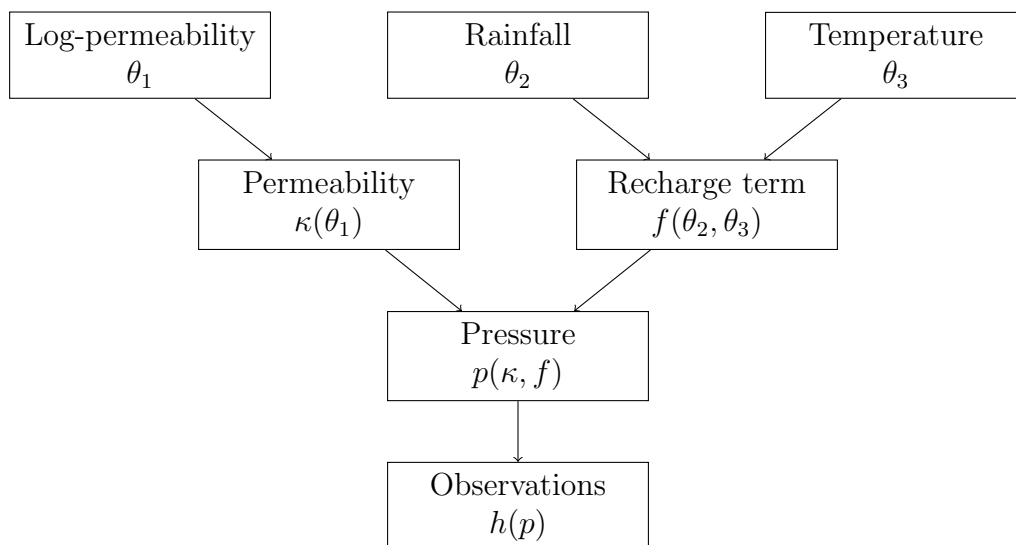 Log-permeability
θ₁
Rainfall
θ₂
Temperature
θ₃
Permeability
κ(θ₁)
Recharge term
f(θ₂, θ₃)
Pressure
p(κ, f)
Observations
h(p)